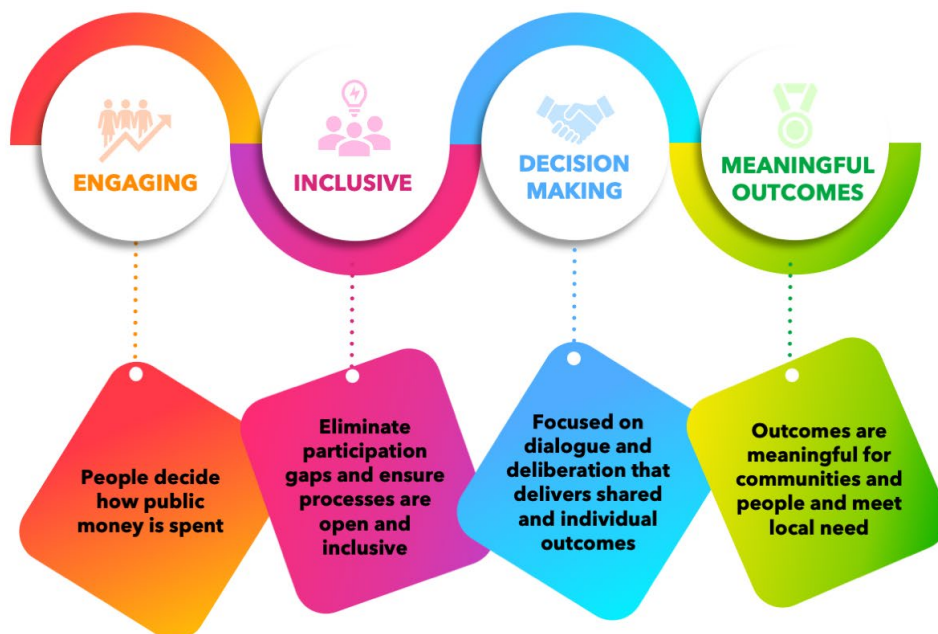 ENGAGING
INCLUSIVE
DECISION
MAKING
MEANINGFUL
OUTCOMES
People decide
how public
money is spent
Eliminate
participation
gaps and ensure
processes are
open and
inclusive
Focused on
dialogue and
deliberation that
delivers shared
and individual
outcomes
Outcomes are
meaningful for
communities and
people and meet
local need